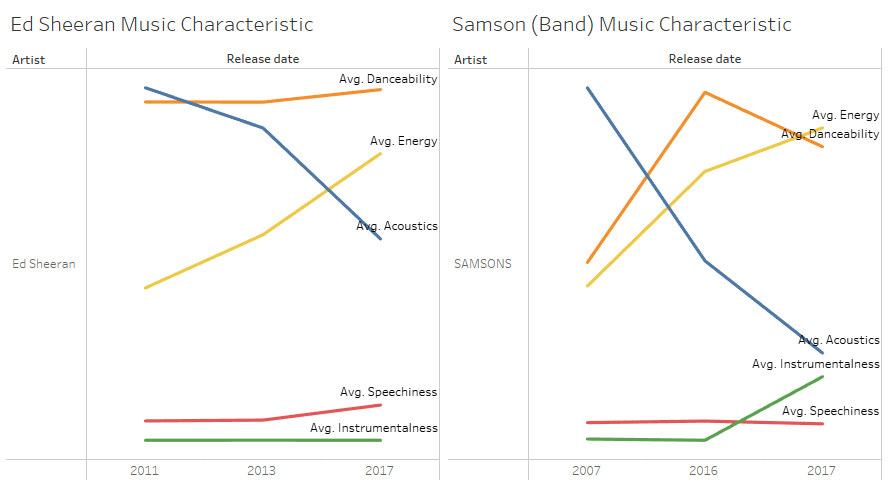 Ed Sheeran Music Characteristic
Artist
Release date
Avg. Danceability
Avg. Energy
Avg. Acoustics
Ed Sheeran
Avg. Speechiness
Avg. Instrumentalness
2011
2013
2017
Samson (Band) Music Characteristic
Artist
Release date
Avg. Energy
Avg. Danceability
SAMSONS
Avg. Acoustics
Avg. Instrumentalness
Avg. Speechiness
2007
2016
2017